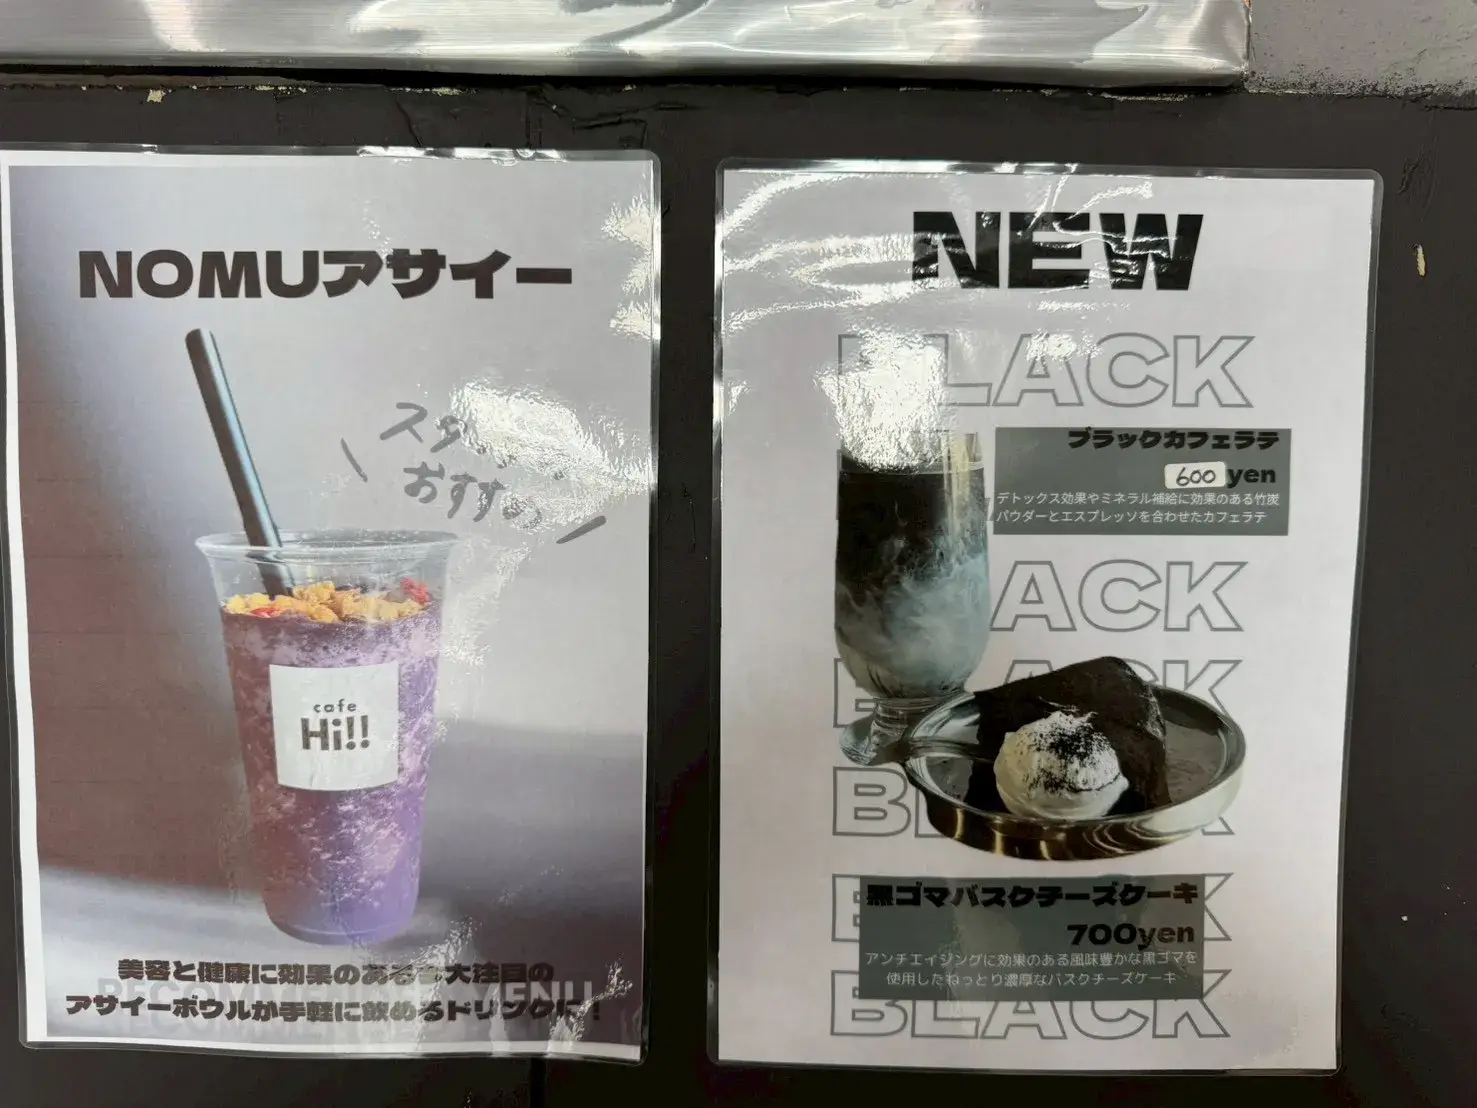 NOMUアサイー
おすすめ
cafe
Hi!!
美容と健康に効果のある今大注目の
アサイーボウルが手軽に飲めるドリンクに!
NEW
BLACK
ブラックカフェラテ
600 yen
デトックス効果やミネラル補給に効果のある竹炭
パウダーとエスプレッソを合わせたカフェラテ
BLACK
BLACK
BLACK
BLACK
黒ゴマバスクチーズケーキ
700yen
アンチエイジングに効果のある風味豊かな黒ゴマを
使用したねっとり濃厚なバスクチーズケーキ
BLACK